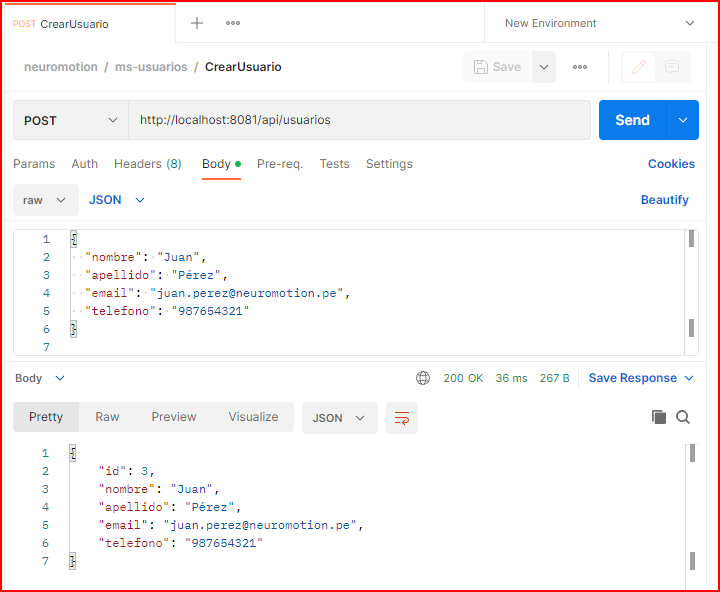 POST CrearUsuario
New Environment
neuromotion / ms-usuarios / CrearUsuario
Save
POST
http://localhost:8081/api/usuarios
Send
Params Auth Headers (8) Body Pre-req. Tests Settings Cookies
raw JSON Beautify
1 {
2 "nombre": "Juan",
3 "apellido": "Pérez",
4 "email": "juan.perez@neuromotion.pe",
5 "telefono": "987654321"
6 }
7
Body 200 OK 36 ms 267 B Save Response
Pretty Raw Preview Visualize JSON
1 {
2 "id": 3,
3 "nombre": "Juan",
4 "apellido": "Pérez",
5 "email": "juan.perez@neuromotion.pe",
6 "telefono": "987654321"
7 }